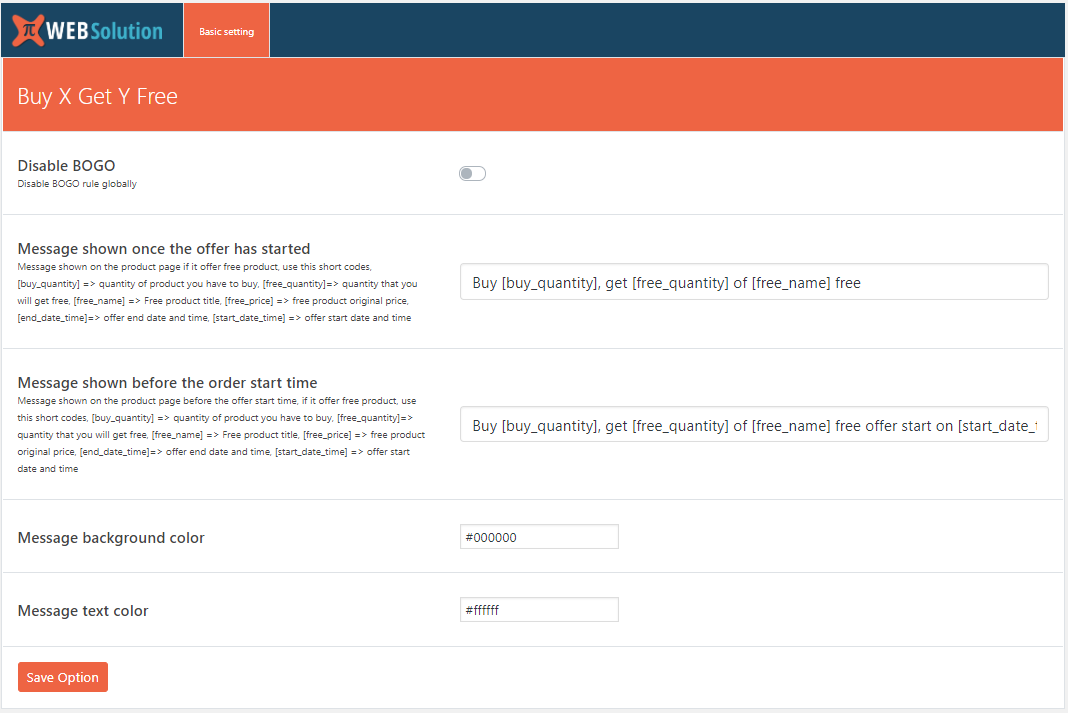 π WEBSolution
Basic setting
Buy X Get Y Free
Disable BOGO
Disable BOGO rule globally
Message shown once the offer has started
Message shown on the product page if it offer free product, use this short codes,
[buy_quantity] => quantity of product you have to buy, [free_quantity]=> quantity that you
will get free, [free_name] => Free product title, [free_price] => free product original price,
[end_date_time]=> offer end date and time, [start_date_time] => offer start date and time
Buy [buy_quantity], get [free_quantity] of [free_name] free
Message shown before the order start time
Message shown on the product page before the offer start time, if it offer free product, use
this short codes, [buy_quantity] => quantity of product you have to buy, [free_quantity]=>
quantity that you will get free, [free_name] => Free product title, [free_price] => free product
original price, [end_date_time]=> offer end date and time, [start_date_time] => offer start
date and time
Buy [buy_quantity], get [free_quantity] of [free_name] free offer start on [start_date_
Message background color
#000000
Message text color
#ffffff
Save Option